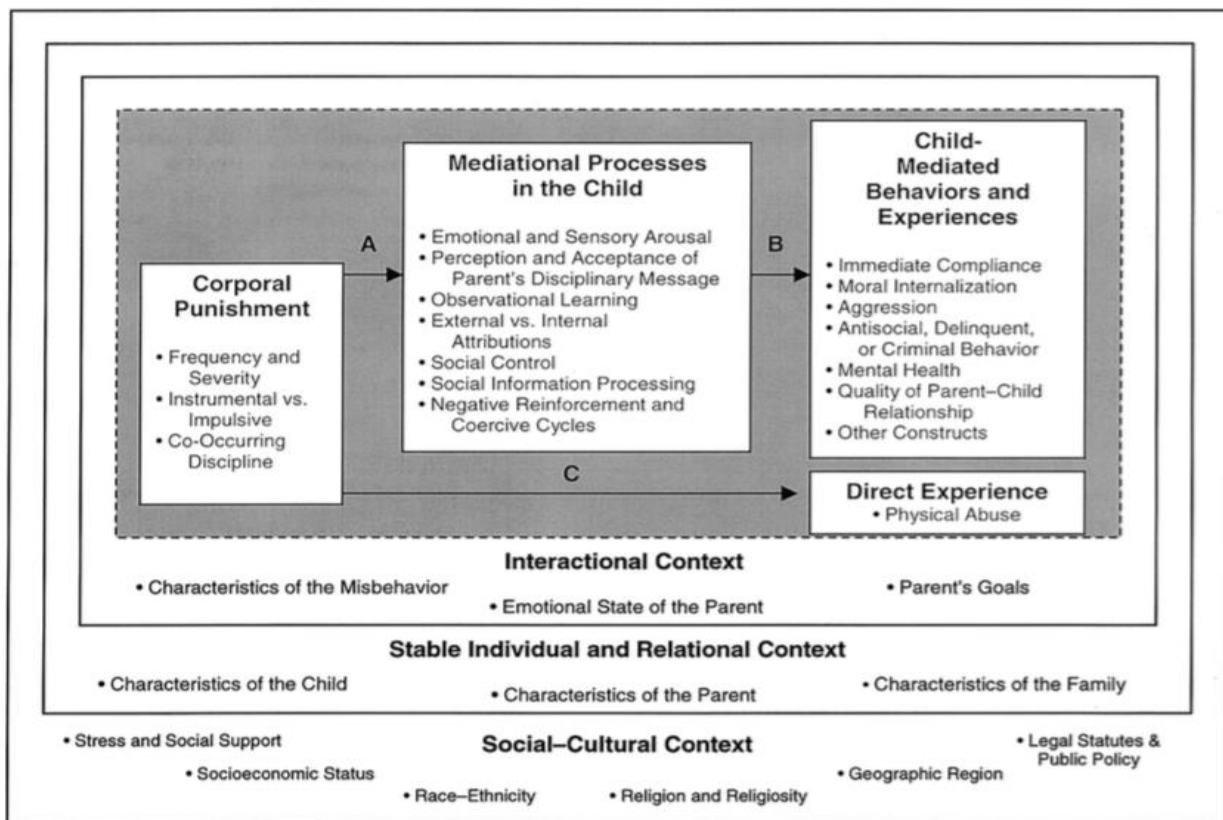 Corporal
Punishment
• Frequency and
Severity
• Instrumental vs.
Impulsive
• Co-Occurring
Discipline
A
Mediational Processes
in the Child
• Emotional and Sensory Arousal
• Perception and Acceptance of
Parent's Disciplinary Message
• Observational Learning
• External vs. Internal
Attributions
• Social Control
• Social Information Processing
• Negative Reinforcement and
Coercive Cycles
B
Child-
Mediated
Behaviors and
Experiences
• Immediate Compliance
• Moral Internalization
• Aggression
• Antisocial, Delinquent,
or Criminal Behavior
• Mental Health
• Quality of Parent–Child
Relationship
• Other Constructs
C
Direct Experience
• Physical Abuse
Interactional Context
• Characteristics of the Misbehavior
• Emotional State of the Parent
• Parent's Goals
Stable Individual and Relational Context
• Characteristics of the Child
• Characteristics of the Parent
• Characteristics of the Family
Social–Cultural Context
• Stress and Social Support
• Socioeconomic Status
• Race–Ethnicity
• Religion and Religiosity
• Geographic Region
• Legal Statutes &
Public Policy